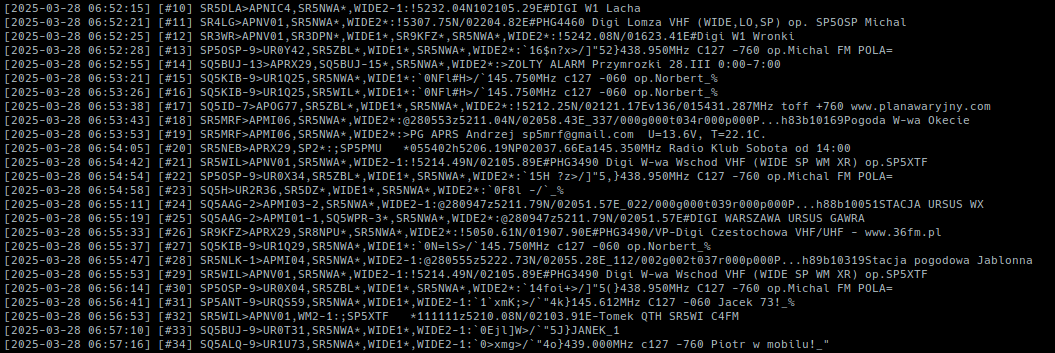 [2025-03-28 06:52:15] [#10] SR5DLA>APNIC4,SR5NWA*,WIDE2-1:!5232.04N102105.29E#DIGI W1 Lacha
[2025-03-28 06:52:21] [#11] SR4LG>APNV01,SR5NWA*,WIDE2*:!5307.75N/02204.82E#PHG4460 Digi Lomza VHF (WIDE,LO,SP) op. SP5OSP Michal
[2025-03-28 06:52:25] [#12] SR3WR>APNV01,SR3DPN*,WIDE1*,SR9KFZ*,SR5NWA*,WIDE2*:!5242.08N/01623.41E#Digi W1 Wronki
[2025-03-28 06:52:28] [#13] SP5OSP-9>UR0Y42,SR5ZBL*,WIDE1*,SR5NWA*,WIDE2*:`16$n?x>/]"52}438.950MHz C127 -760 op.Michal FM POLA=
[2025-03-28 06:52:55] [#14] SQ5BUJ-13>APRX29,SQ5BUJ-15*,SR5NWA*,WIDE2*:>ZOLTY ALARM Przymrozki 28.III 0:00-7:00
[2025-03-28 06:53:21] [#15] SQ5KIB-9>UR1Q25,SR5NWA*,WIDE1*:`0NFl#H>/`145.750MHz c127 -060 op.Norbert_%
[2025-03-28 06:53:26] [#16] SQ5KIB-9>UR1Q25,SR5WIL*,WIDE1*:`0NFl#H>/`145.750MHz c127 -060 op.Norbert_%
[2025-03-28 06:53:38] [#17] SQ5ID-7>APOG77,SR5ZBL*,WIDE1*,SR5NWA*,WIDE2*:!5212.25N/02121.17Ev136/015431.287MHz toff +760 www.planawaryjny.com
[2025-03-28 06:53:43] [#18] SR5MRF>APMI06,SR5NWA*,WIDE2*:@280553z5211.04N/02058.43E_337/000g000t034r000p000P...h83b10169Pogoda W-wa Okecie
[2025-03-28 06:53:53] [#19] SR5MRF>APMI06,SR5NWA*,WIDE2*:>PG APRS Andrzej sp5mrf@gmail.com  U=13.6V, T=22.1C.
[2025-03-28 06:54:05] [#20] SR5NEB>APRX29,SP2*:;SP5PMU   *055402h5206.19NP02037.66Ea145.350MHz Radio Klub Sobota od 14:00
[2025-03-28 06:54:42] [#21] SR5WIL>APNV01,SR5NWA*,WIDE1*:!5214.49N/02105.89E#PHG3490 Digi W-wa Wschod VHF (WIDE SP WM XR) op.SP5XTF
[2025-03-28 06:54:54] [#22] SP5OSP-9>UR0X34,SR5ZBL*,WIDE1*,SR5NWA*,WIDE2*:`15H ?z>/]"5,}438.950MHz C127 -760 op.Michal FM POLA=
[2025-03-28 06:54:58] [#23] SQ5H>UR2R36,SR5DZ*,WIDE1*,SR5NWA*,WIDE2*:`0F8l -/`_%
[2025-03-28 06:55:11] [#24] SQ5AAG-2>APMI03-2,SR5NWA*,WIDE2-1:@280947z5211.79N/02051.57E_022/000g000t039r000p000P...h88b10051STACJA URSUS WX
[2025-03-28 06:55:19] [#25] SQ5AAG-2>APMI01-1,SQ5WPR-3*,SR5NWA*,WIDE2*:@280947z5211.79N/02051.57E#DIGI WARSZAWA URSUS GAWRA
[2025-03-28 06:55:33] [#26] SR9KFZ>APRX29,SR8NPU*,SR5NWA*,WIDE2*:!5050.61N/01907.90E#PHG3490/VP-Digi Czestochowa VHF/UHF - www.36fm.pl
[2025-03-28 06:55:37] [#27] SQ5KIB-9>UR1Q29,SR5NWA*,WIDE1*:`0N=lS>/`145.750MHz c127 -060 op.Norbert_%
[2025-03-28 06:55:47] [#28] SR5NLK-1>APMI04,SR5NWA*,WIDE2-1:@280555z5222.73N/02055.28E_112/002g002t037r000p000P...h89b10319Stacja pogodowa Jablonna
[2025-03-28 06:55:53] [#29] SR5WIL>APNV01,SR5NWA*,WIDE1*:!5214.49N/02105.89E#PHG3490 Digi W-wa Wschod VHF (WIDE SP WM XR) op.SP5XTF
[2025-03-28 06:56:14] [#30] SP5OSP-9>UR0X04,SR5ZBL*,WIDE1*,SR5NWA*,WIDE2*:`14foi+>/]"5(}438.950MHz C127 -760 op.Michal FM POLA=
[2025-03-28 06:56:41] [#31] SP5ANT-9>URQS59,SR5NWA*,WIDE1*,WIDE2-1:`1`xmK;>/`"4k}145.612MHz C127 -060 Jacek 73!_%
[2025-03-28 06:56:53] [#32] SR5WIL>APNV01,WM2-1:;SP5XTF   *111111z5210.08N/02103.91E-Tomek QTH SR5WI C4FM
[2025-03-28 06:57:10] [#33] SQ5BUJ-9>UR0T31,SR5NWA*,WIDE1*,WIDE2-1:`0Ejl]W>/`"5J}JANEK_1
[2025-03-28 06:57:16] [#34] SQ5ALQ-9>UR1U73,SR5NWA*,WIDE1*,WIDE2-1:`0>xmg>/`"4o}439.000MHz c127 -760 Piotr w mobilu!_"